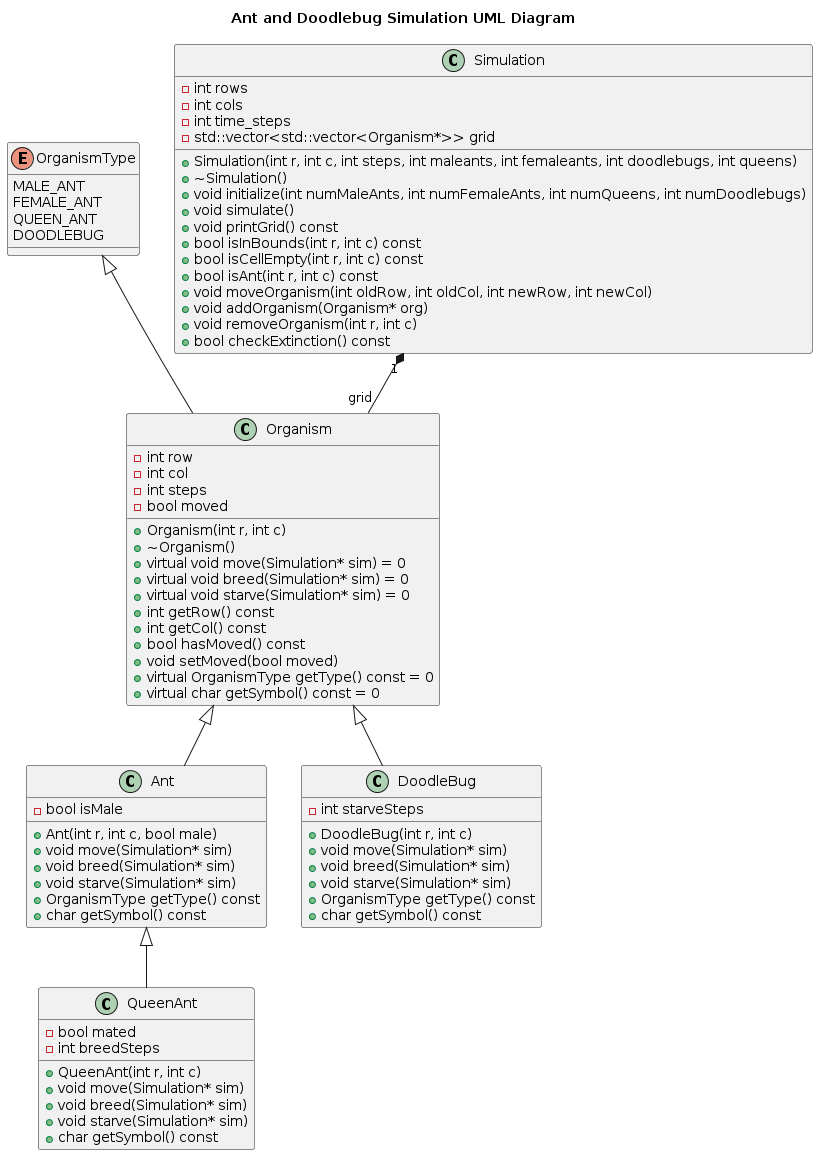 Ant and Doodlebug Simulation UML Diagram
C Simulation
int rows
int cols
int time_steps
std::vector<std::vector<Organism*>> grid
Simulation(int r, int c, int steps, int maleants, int femaleants, int doodlebugs, int queens)
~Simulation()
void initialize(int numMaleAnts, int numFemaleAnts, int numQueens, int numDoodlebugs)
void simulate()
void printGrid() const
bool isInBounds(int r, int c) const
bool isCellEmpty(int r, int c) const
bool isAnt(int r, int c) const
void moveOrganism(int oldRow, int oldCol, int newRow, int newCol)
void addOrganism(Organism* org)
void removeOrganism(int r, int c)
bool checkExtinction() const
E OrganismType
MALE_ANT
FEMALE_ANT
QUEEN_ANT
DOODLEBUG
1
grid
C Organism
int row
int col
int steps
bool moved
Organism(int r, int c)
~Organism()
virtual void move(Simulation* sim) = 0
virtual void breed(Simulation* sim) = 0
virtual void starve(Simulation* sim) = 0
int getRow() const
int getCol() const
bool hasMoved() const
void setMoved(bool moved)
virtual OrganismType getType() const = 0
virtual char getSymbol() const = 0
C Ant
bool isMale
Ant(int r, int c, bool male)
void move(Simulation* sim)
void breed(Simulation* sim)
void starve(Simulation* sim)
OrganismType getType() const
char getSymbol() const
C DoodleBug
int starveSteps
DoodleBug(int r, int c)
void move(Simulation* sim)
void breed(Simulation* sim)
void starve(Simulation* sim)
OrganismType getType() const
char getSymbol() const
C QueenAnt
bool mated
int breedSteps
QueenAnt(int r, int c)
void move(Simulation* sim)
void breed(Simulation* sim)
void starve(Simulation* sim)
char getSymbol() const